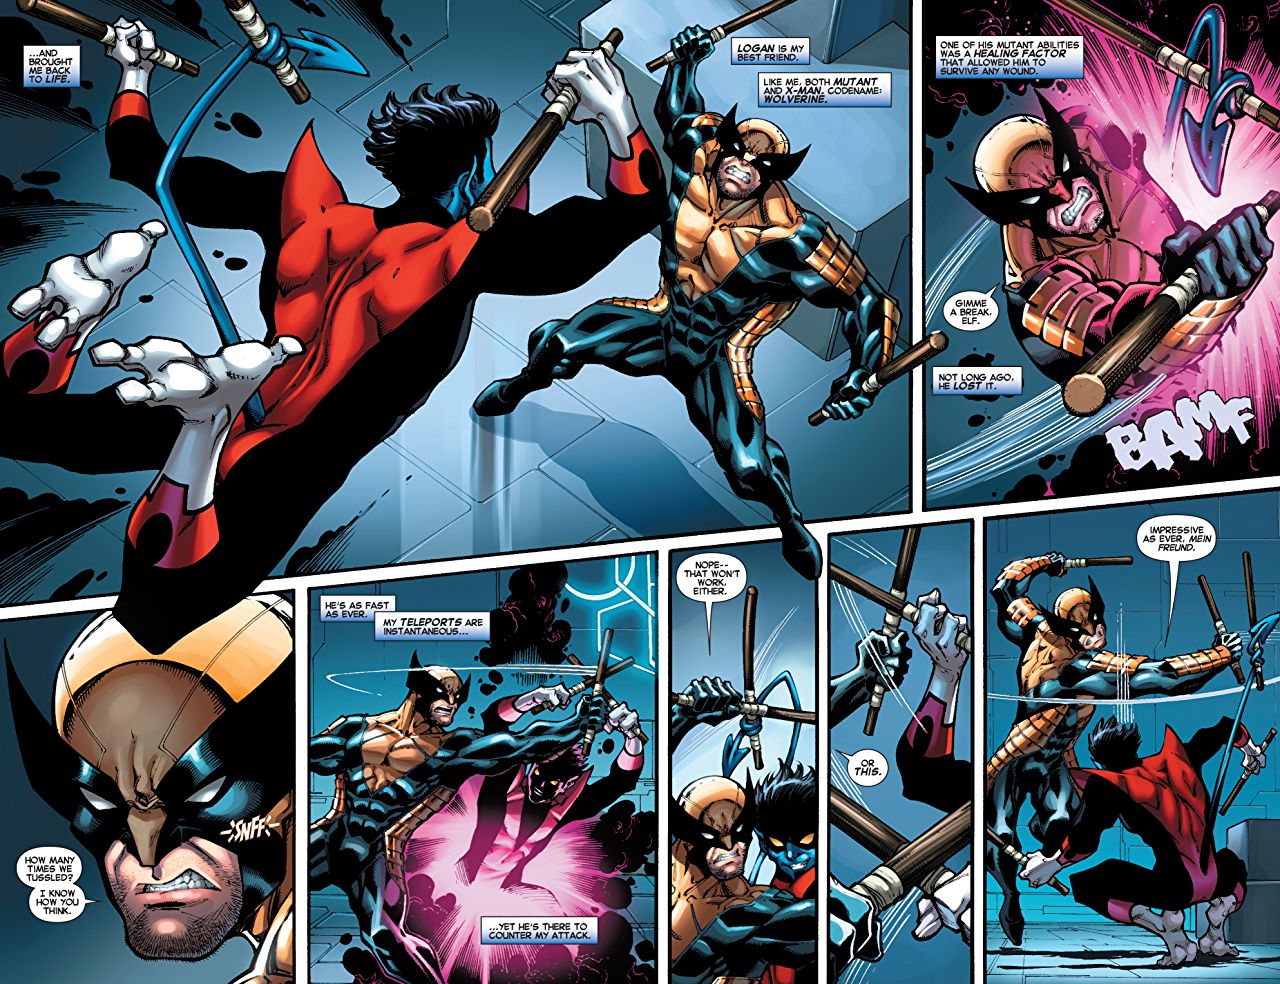 ...AND
BROUGHT
ME BACK
TO LIFE.
LOGAN IS MY
BEST FRIEND.
LIKE ME, BOTH MUTANT
AND X-MAN. CODENAME:
WOLVERINE.
ONE OF HIS MUTANT ABILITIES
WAS A HEALING FACTOR
THAT ALLOWED HIM TO
SURVIVE ANY WOUND.
GIMME
A BREAK,
ELF.
NOT LONG AGO,
HE LOST IT.
BAMF
SNFF
HOW MANY
TIMES WE
TUSSLED?
I KNOW
HOW YOU
THINK.
HE'S AS FAST
AS EVER.
MY TELEPORTS ARE
INSTANTANEOUS...
...YET HE'S THERE TO
COUNTER MY ATTACK.
NOPE--
THAT WON'T
WORK,
EITHER.
OR
THIS.
IMPRESSIVE
AS EVER, MEIN
FREUND.